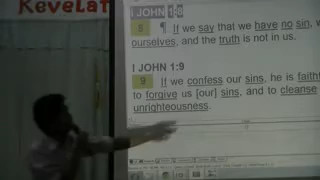 Revelat
I JOHN 1:8
8 ¶ If we say that we have no sin, w
ourselves, and the truth is not in us.
I JOHN 1:9
9 If we confess our sins, he is faith
to forgive us [our] sins, and to cleanse
unrighteousness.